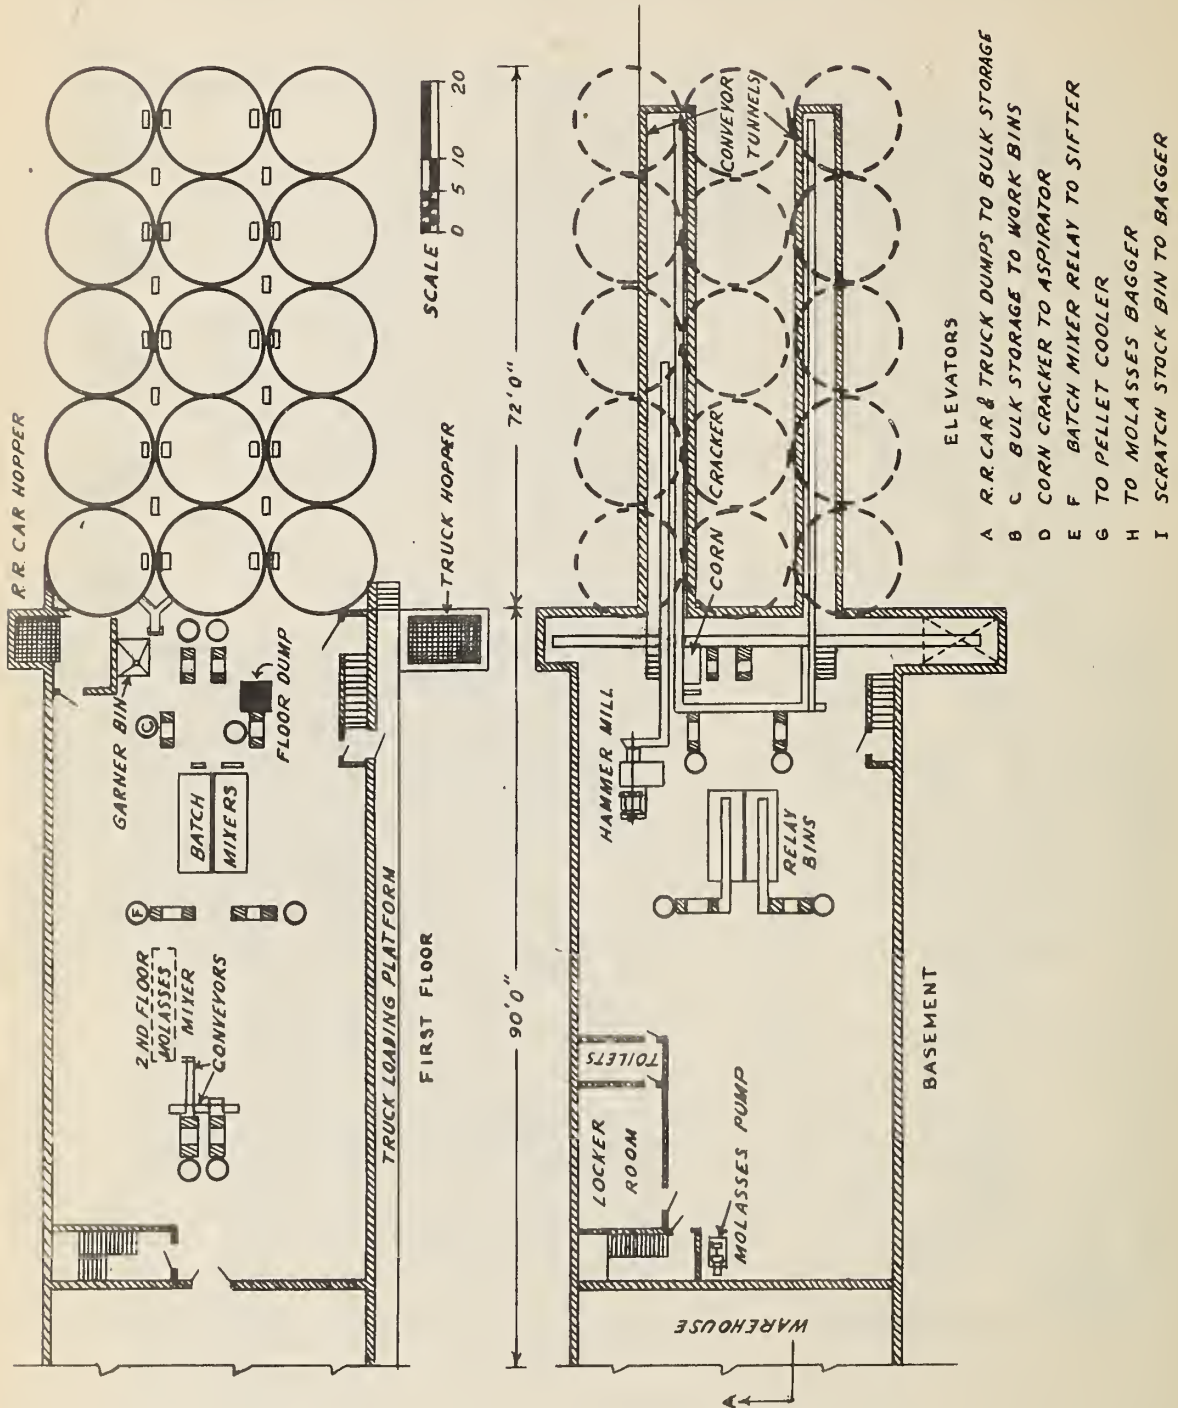 R.R. CAR HOPPER
GARNER BIN
C
FLOOR DUMP
BATCH
MIXERS
F
2ND FLOOR
MOLASSES
MIXER
CONVEYORS
TRUCK LOADING PLATFORM
TRUCK HOPPER
FIRST FLOOR
SCALE
0 5 10 20
90'0"
72'0"
CONVEYOR
TUNNELS
CORN CRACKER
HAMMER MILL
RELAY
BINS
TOILETS
LOCKER
ROOM
MOLASSES PUMP
WAREHOUSE
A
BASEMENT
ELEVATORS
A R.R. CAR & TRUCK DUMPS TO BULK STORAGE
B C BULK STORAGE TO WORK BINS
D CORN CRACKER TO ASPIRATOR
E F BATCH MIXER RELAY TO SIFTER
G TO PELLET COOLER
H TO MOLASSES BAGGER
I SCRATCH STOCK BIN TO BAGGER